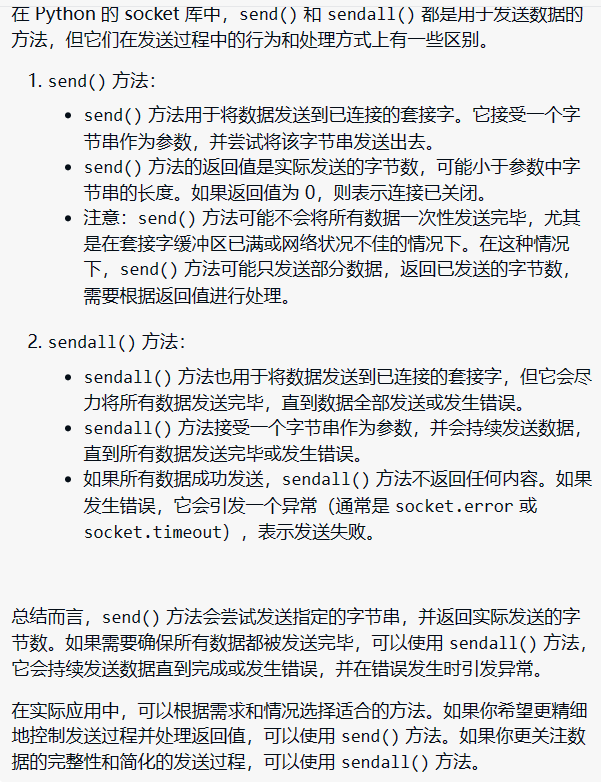 在 Python 的 socket 库中，send() 和 sendall() 都是用于发送数据的
方法，但它们在发送过程中的行为和处理方式上有一些区别。
1. send() 方法：
• send() 方法用于将数据发送到已连接的套接字。它接受一个字
节串作为参数，并尝试将该字节串发送出去。
• send() 方法的返回值是实际发送的字节数，可能小于参数中字
节串的长度。如果返回值为 0，则表示连接已关闭。
• 注意：send() 方法可能不会将所有数据一次性发送完毕，尤其
是在套接字缓冲区已满或网络状况不佳的情况下。在这种情况
下，send() 方法可能只发送部分数据，返回已发送的字节数，
需要根据返回值进行处理。
2. sendall() 方法：
• sendall() 方法也用于将数据发送到已连接的套接字，但它会尽
力将所有数据发送完毕，直到数据全部发送或发生错误。
• sendall() 方法接受一个字节串作为参数，并会持续发送数据，
直到所有数据发送完毕或发生错误。
• 如果所有数据成功发送，sendall() 方法不返回任何内容。如果
发生错误，它会引发一个异常（通常是 socket.error 或
socket.timeout），表示发送失败。
总结而言，send() 方法会尝试发送指定的字节串，并返回实际发送的字
节数。如果需要确保所有数据都被发送完毕，可以使用 sendall() 方法，
它会持续发送数据直到完成或发生错误，并在错误发生时引发异常。
在实际应用中，可以根据需求和情况选择适合的方法。如果你希望更精细
地控制发送过程并处理返回值，可以使用 send() 方法。如果你更关注数
据的完整性和简化的发送过程，可以使用 sendall() 方法。